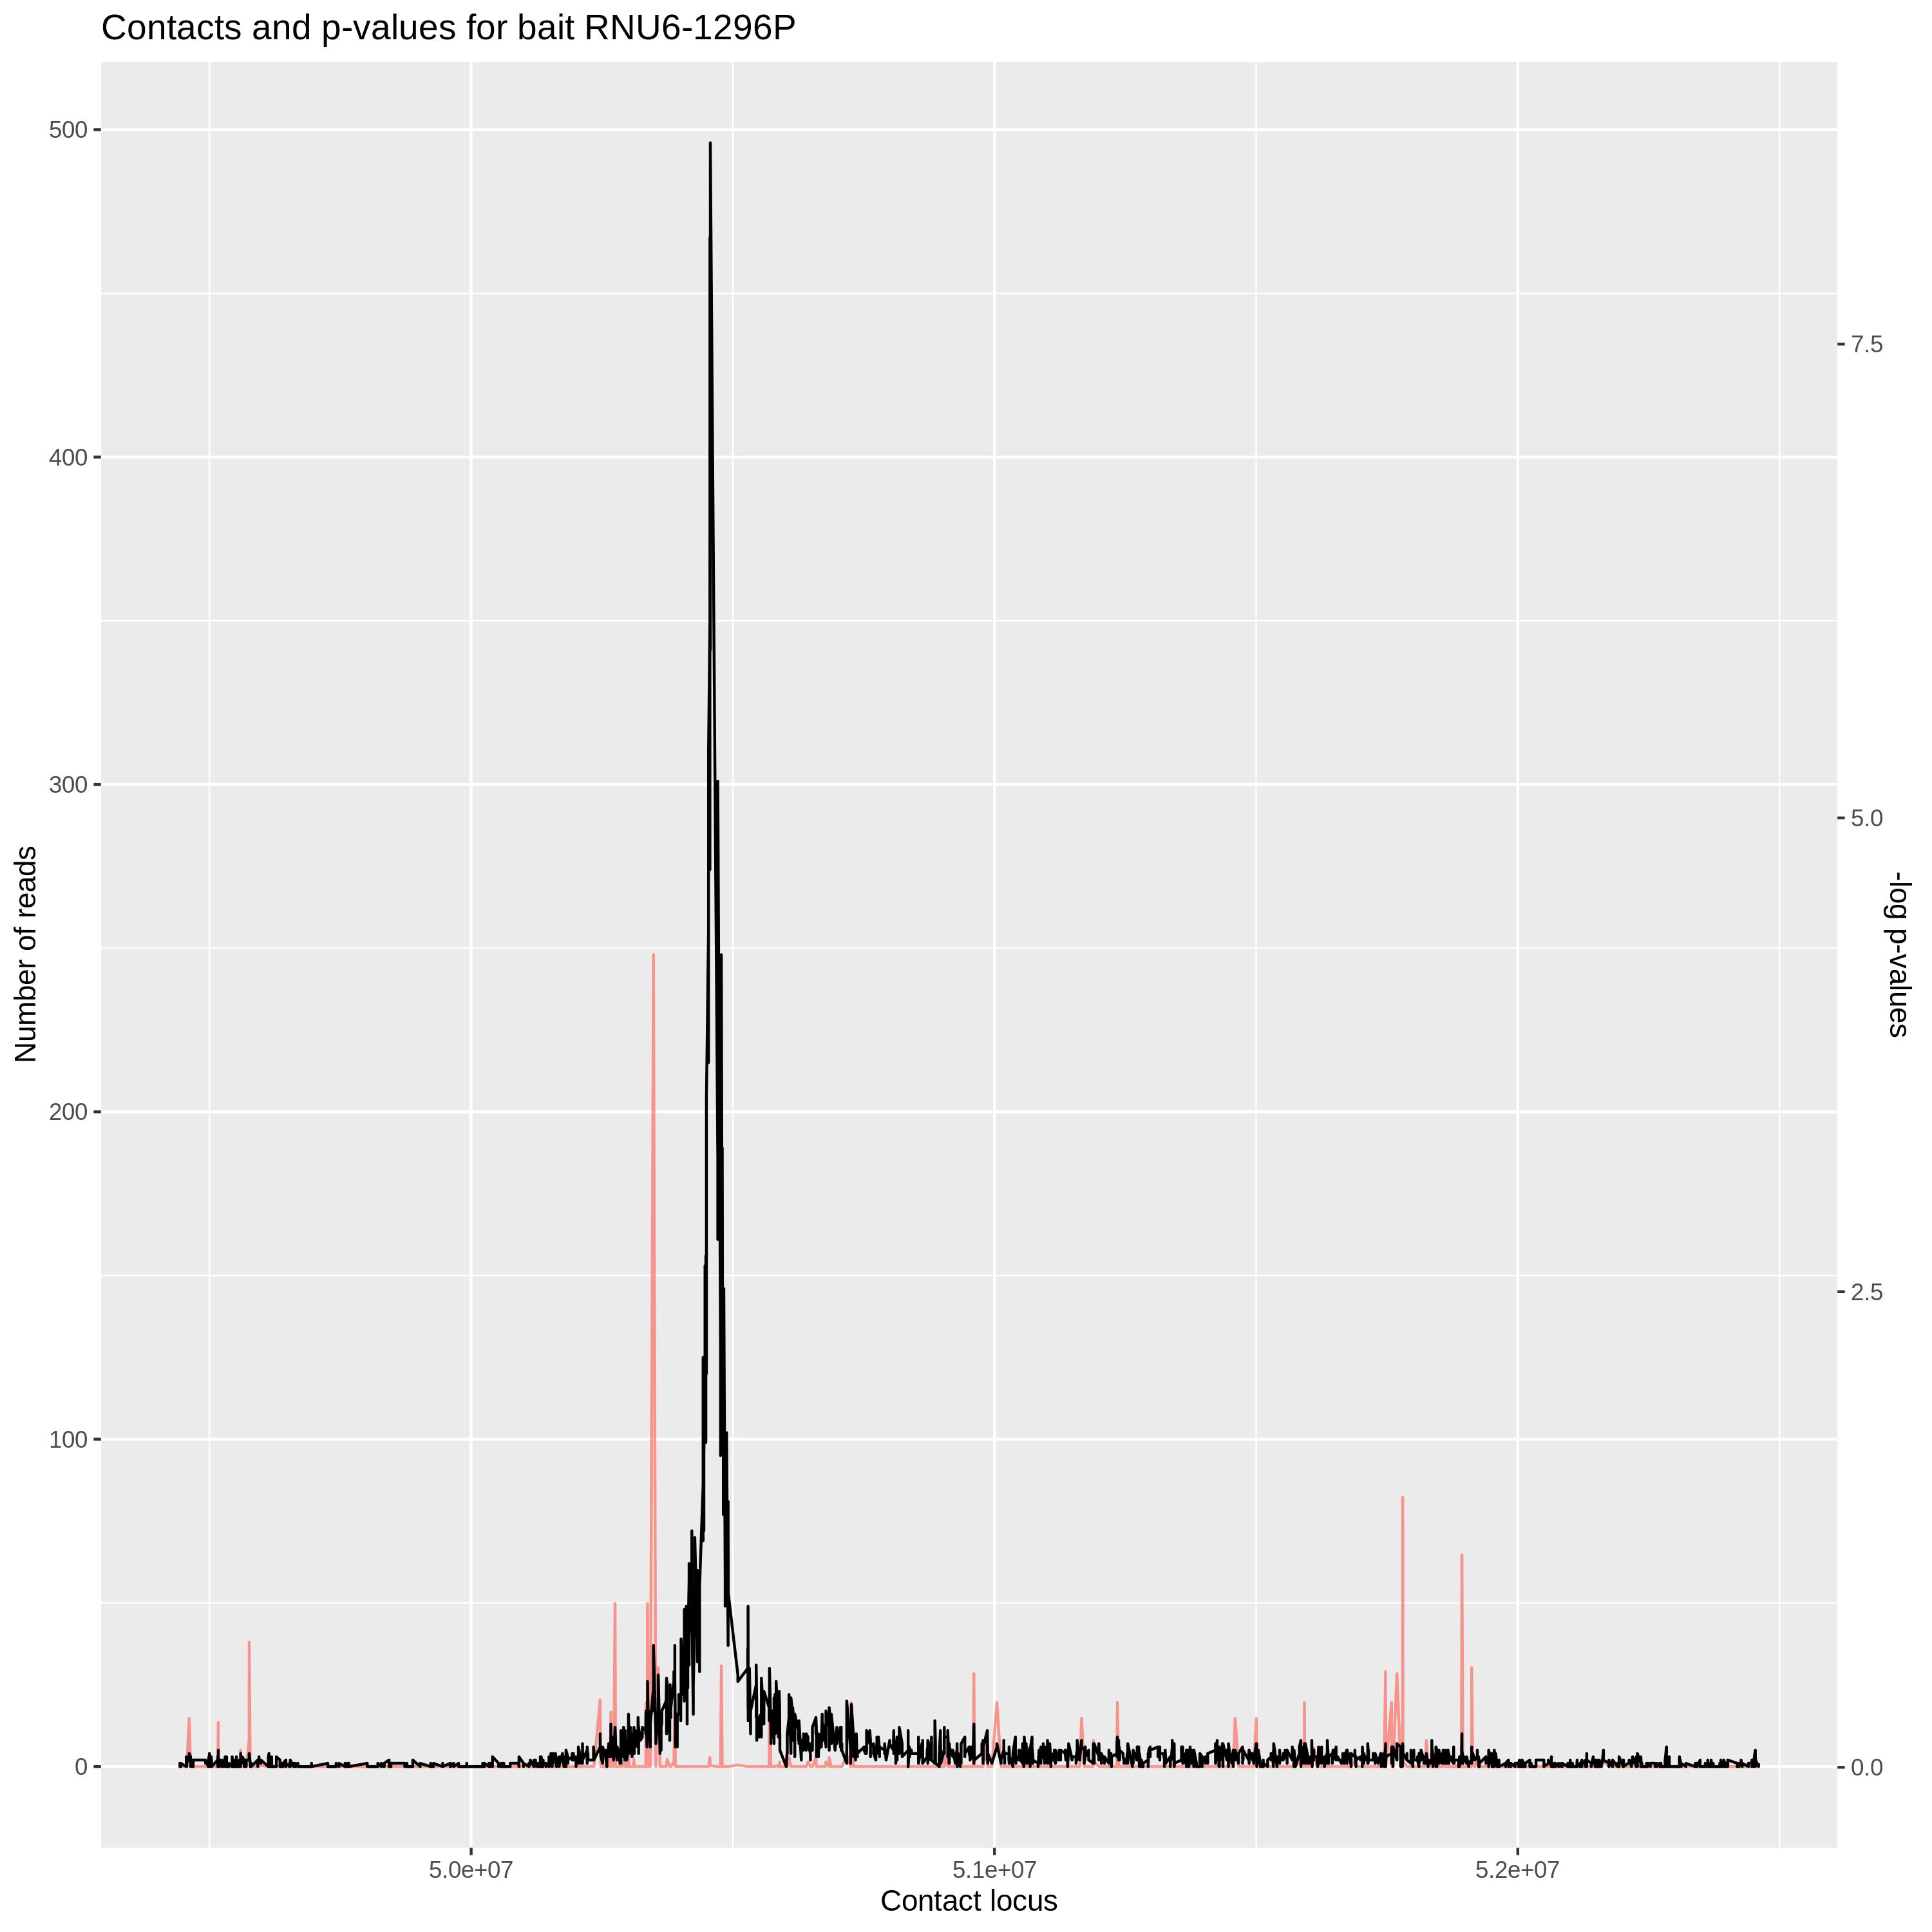 Contacts and p-values for bait RNU6-1296P
500
400
300
200
100
0
Number of reads
7.5
5.0
2.5
0.0
-log p-values
5.0e+07
5.1e+07
5.2e+07
Contact locus